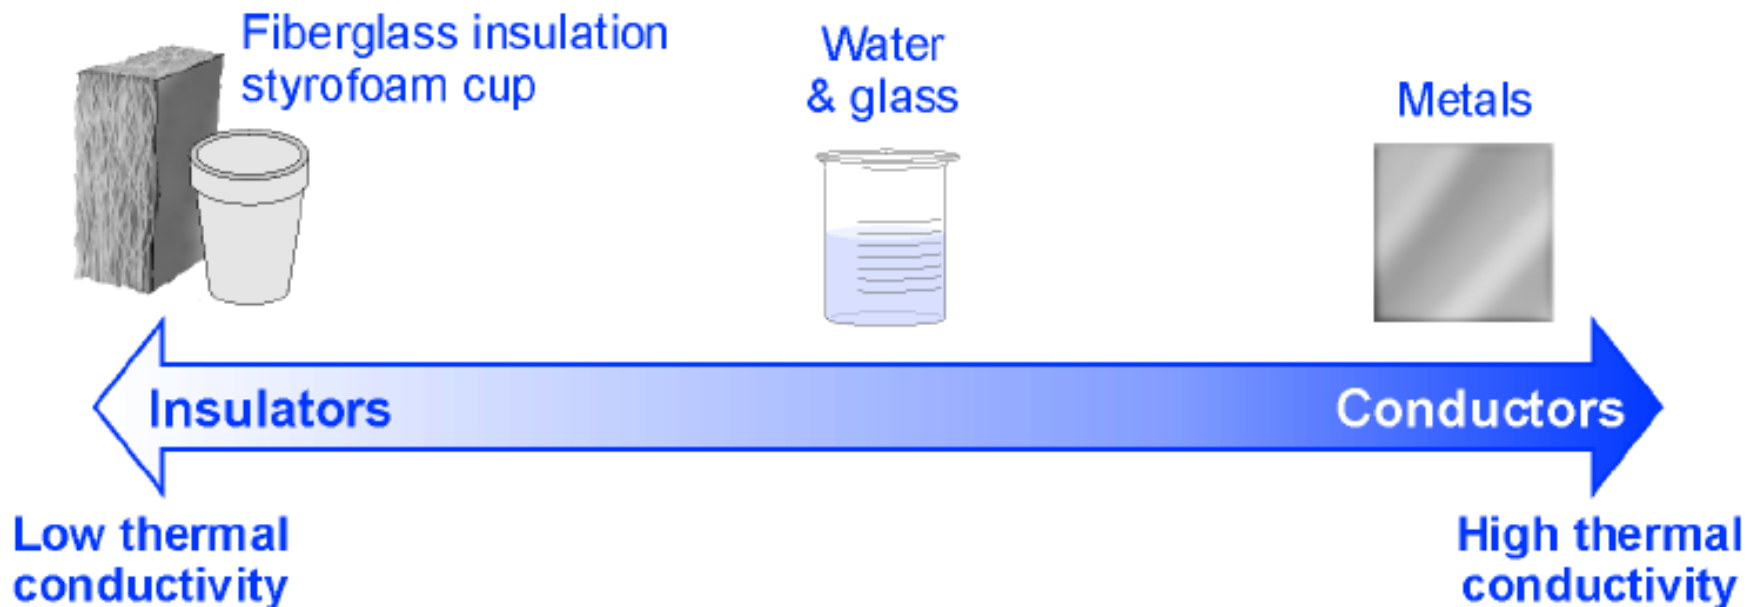 Fiberglass insulation
styrofoam cup
Water
& glass
Metals
Insulators
Conductors
Low thermal
conductivity
High thermal
conductivity